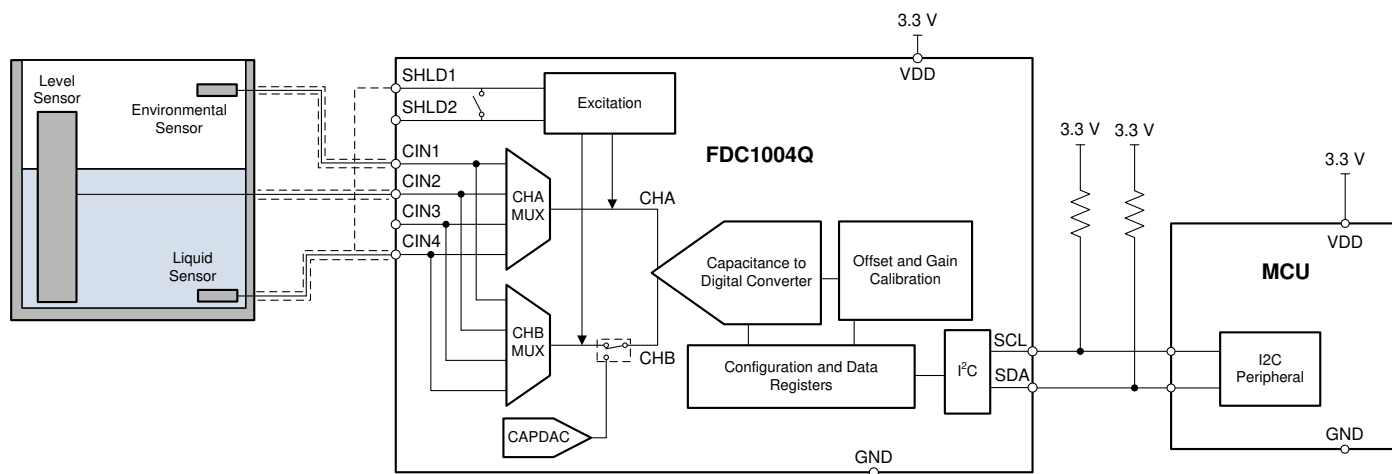 Level
Sensor
Environmental
Sensor
Liquid
Sensor
SHLD1
SHLD2
CIN1
CIN2
CIN3
CIN4
Excitation
3.3 V
VDD
FDC1004Q
CHA
MUX
CHA
CHB
MUX
CHB
CAPDAC
Capacitance to
Digital Converter
Offset and Gain
Calibration
Configuration and Data
Registers
I²C
SCL
SDA
GND
3.3 V
3.3 V
3.3 V
VDD
MCU
I2C
Peripheral
GND